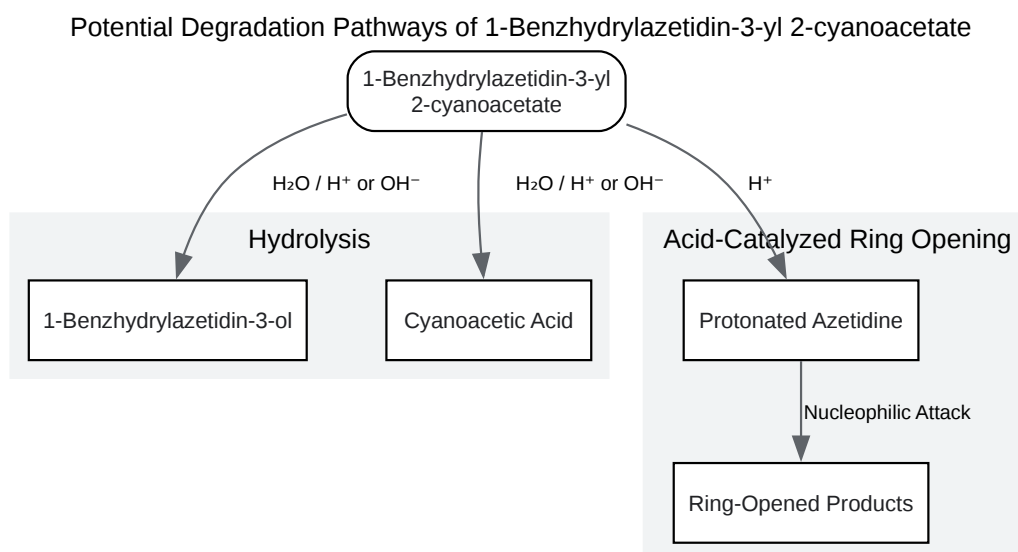 Potential Degradation Pathways of 1-Benzhydrylazetidin-3-yl 2-cyanoacetate
1-Benzhydrylazetidin-3-yl
2-cyanoacetate
H₂O / H⁺ or OH⁻
H₂O / H⁺ or OH⁻
H⁺
Hydrolysis
Acid-Catalyzed Ring Opening
1-Benzhydrylazetidin-3-ol
Cyanoacetic Acid
Protonated Azetidine
Nucleophilic Attack
Ring-Opened Products